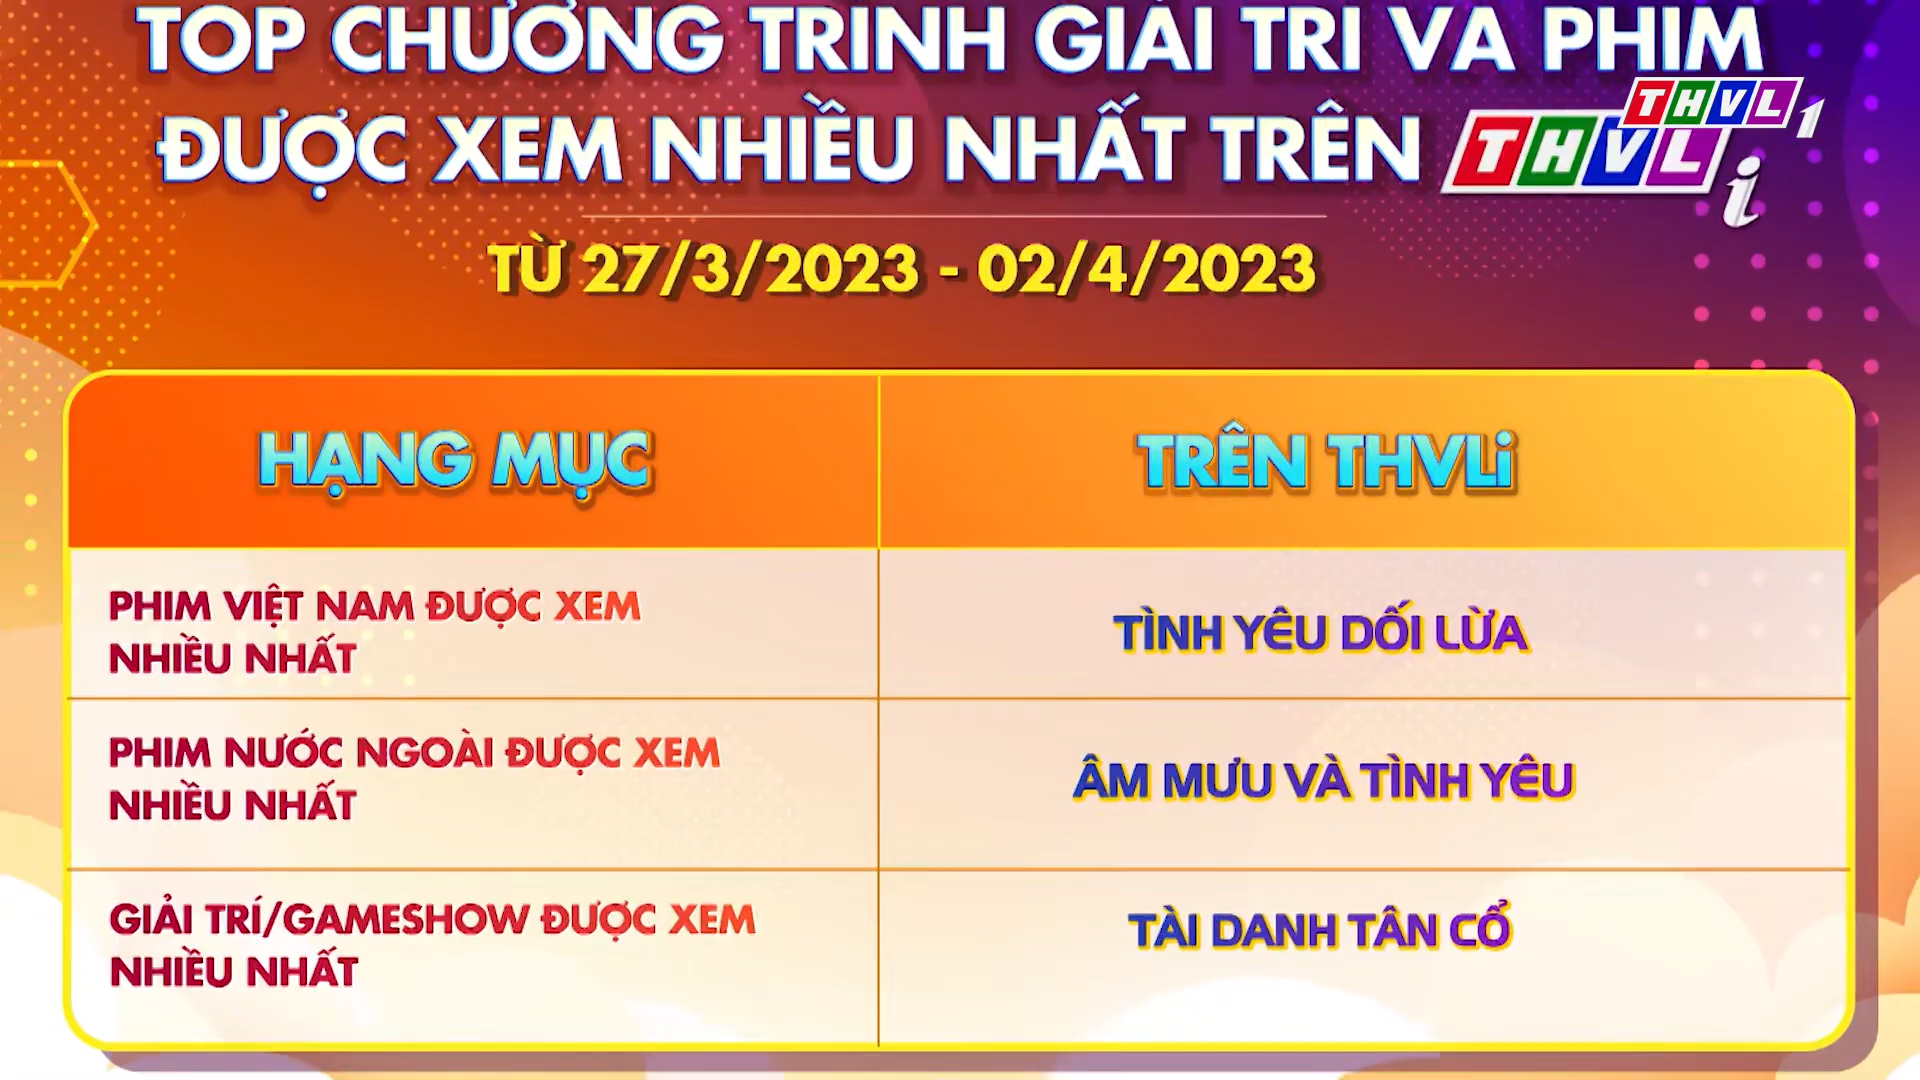 TOP CHƯƠNG TRÌNH GIẢI TRÍ VÀ PHIM
ĐƯỢC XEM NHIỀU NHẤT TRÊN THVLi
THVL1
TỪ 27/3/2023 - 02/4/2023
HẠNG MỤC
TRÊN THVLi
PHIM VIỆT NAM ĐƯỢC XEM
NHIỀU NHẤT
TÌNH YÊU DỐI LỪA
PHIM NƯỚC NGOÀI ĐƯỢC XEM
NHIỀU NHẤT
ÂM MƯU VÀ TÌNH YÊU
GIẢI TRÍ/GAMESHOW ĐƯỢC XEM
NHIỀU NHẤT
TÀI DANH TÂN CỔ